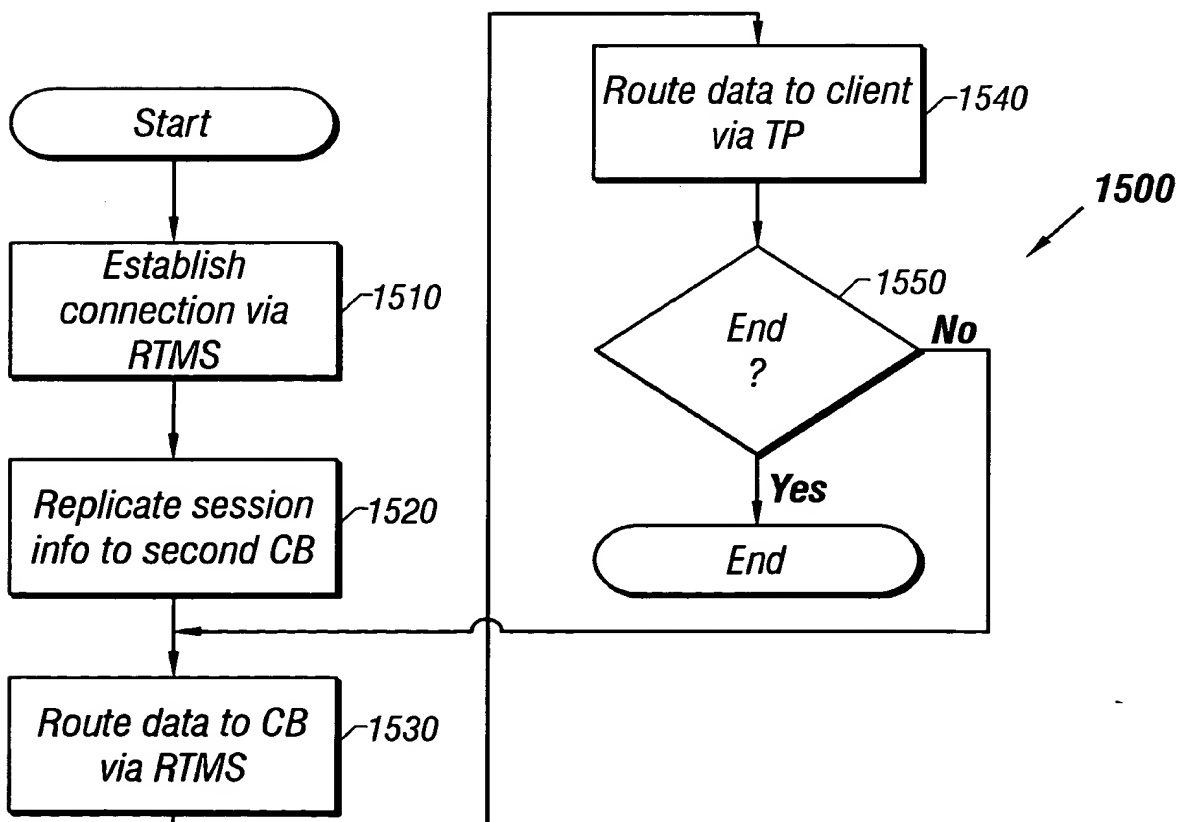 Start
Establish
connection via
RTMS
1510
Replicate session
info to second CB
1520
Route data to CB
via RTMS
1530
Route data to client
via TP
1540
1500
End
?
1550
No
Yes
End